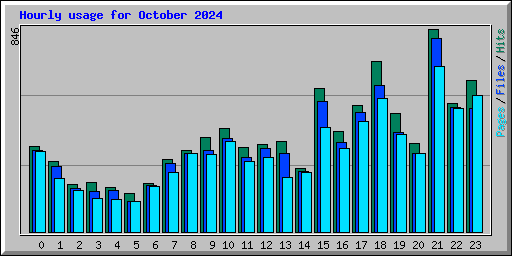 Hourly usage for October 2024
846
Pages/Files/Hits
0 1 2 3 4 5 6 7 8 9 10 11 12 13 14 15 16 17 18 19 20 21 22 23